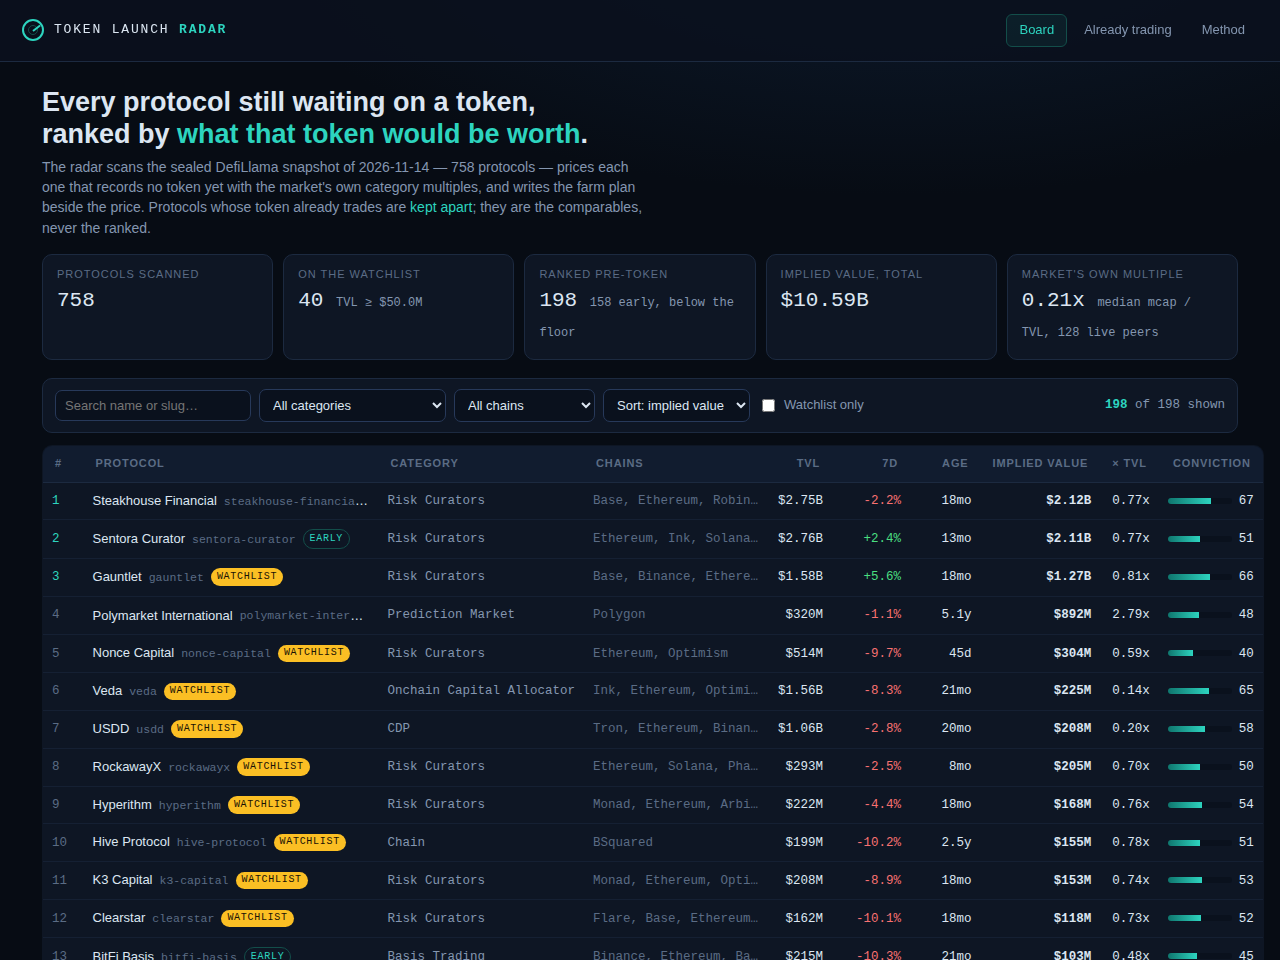 TOKEN LAUNCH RADAR
Board
Already trading
Method
Every protocol still waiting on a token,
ranked by what that token would be worth.
The radar scans the sealed DefiLlama snapshot of 2026-11-14 — 758 protocols — prices each
one that records no token yet with the market's own category multiples, and writes the farm plan
beside the price. Protocols whose token already trades are kept apart; they are the comparables,
never the ranked.
PROTOCOLS SCANNED
758
ON THE WATCHLIST
40 TVL ≥ $50.0M
RANKED PRE-TOKEN
198 158 early, below the
floor
IMPLIED VALUE, TOTAL
$10.59B
MARKET'S OWN MULTIPLE
0.21x median mcap /
TVL, 128 live peers
Search name or slug…
All categories
All chains
Sort: implied value
Watchlist only
198 of 198 shown
# PROTOCOL CATEGORY CHAINS TVL 7D AGE IMPLIED VALUE × TVL CONVICTION
1 Steakhouse Financial steakhouse-financia… Risk Curators Base, Ethereum, Robin… $2.75B -2.2% 18mo $2.12B 0.77x 67
2 Sentora Curator sentora-curator EARLY Risk Curators Ethereum, Ink, Solana… $2.76B +2.4% 13mo $2.11B 0.77x 51
3 Gauntlet gauntlet WATCHLIST Risk Curators Base, Binance, Ethere… $1.58B +5.6% 18mo $1.27B 0.81x 66
4 Polymarket International polymarket-inter… Prediction Market Polygon $320M -1.1% 5.1y $892M 2.79x 48
5 Nonce Capital nonce-capital WATCHLIST Risk Curators Ethereum, Optimism $514M -9.7% 45d $304M 0.59x 40
6 Veda veda WATCHLIST Onchain Capital Allocator Ink, Ethereum, Optimi… $1.56B -8.3% 21mo $225M 0.14x 65
7 USDD usdd WATCHLIST CDP Tron, Ethereum, Binan… $1.06B -2.8% 20mo $208M 0.20x 58
8 RockawayX rockawayx WATCHLIST Risk Curators Ethereum, Solana, Pha… $293M -2.5% 8mo $205M 0.70x 50
9 Hyperithm hyperithm WATCHLIST Risk Curators Monad, Ethereum, Arbi… $222M -4.4% 18mo $168M 0.76x 54
10 Hive Protocol hive-protocol WATCHLIST Chain BSquared $199M -10.2% 2.5y $155M 0.78x 51
11 K3 Capital k3-capital WATCHLIST Risk Curators Monad, Ethereum, Opti… $208M -8.9% 18mo $153M 0.74x 53
12 Clearstar clearstar WATCHLIST Risk Curators Flare, Base, Ethereum… $162M -10.1% 18mo $118M 0.73x 52
13 BitFi Basis bitfi-basis EARLY Basis Trading Binance, Ethereum, Ba… $215M -10.3% 21mo $103M 0.48x 45